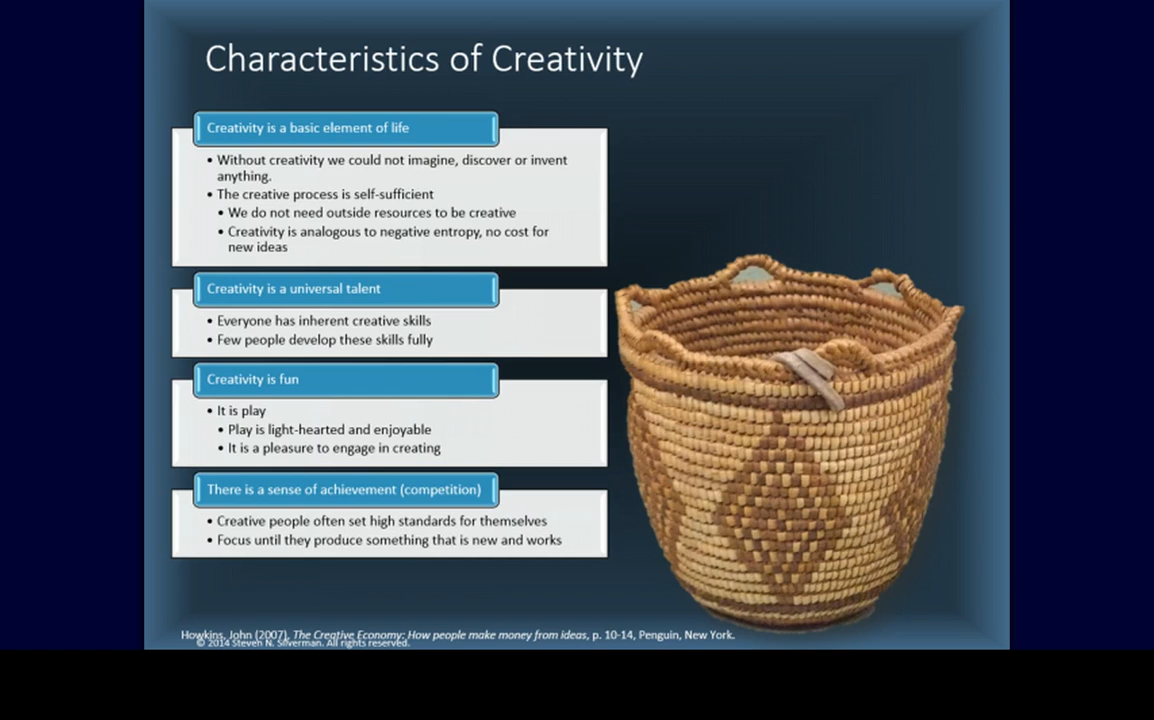 Characteristics of Creativity
Creativity is a basic element of life
• Without creativity we could not imagine, discover or invent
anything.
• The creative process is self-sufficient
• We do not need outside resources to be creative
• Creativity is analogous to negative entropy, no cost for
new ideas
Creativity is a universal talent
• Everyone has inherent creative skills
• Few people develop these skills fully
Creativity is fun
• It is play
• Play is light-hearted and enjoyable
• It is a pleasure to engage in creating
There is a sense of achievement (competition)
• Creative people often set high standards for themselves
• Focus until they produce something that is new and works
Howkins, John (2007), The Creative Economy: How people make money from ideas, p. 10-14, Penguin, New York.
© 2014 Steven N. Silverman. All rights reserved.